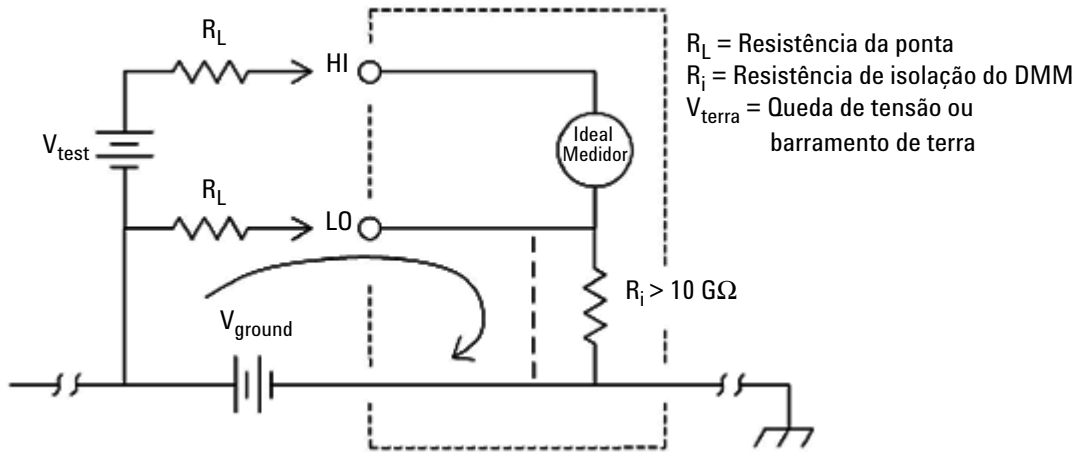 R_L
HI
R_L = Resistência da ponta
R_i = Resistência de isolação do DMM
V_terra = Queda de tensão ou
barramento de terra
V_test
Ideal
Medidor
R_L
LO
R_i > 10 GΩ
V_ground